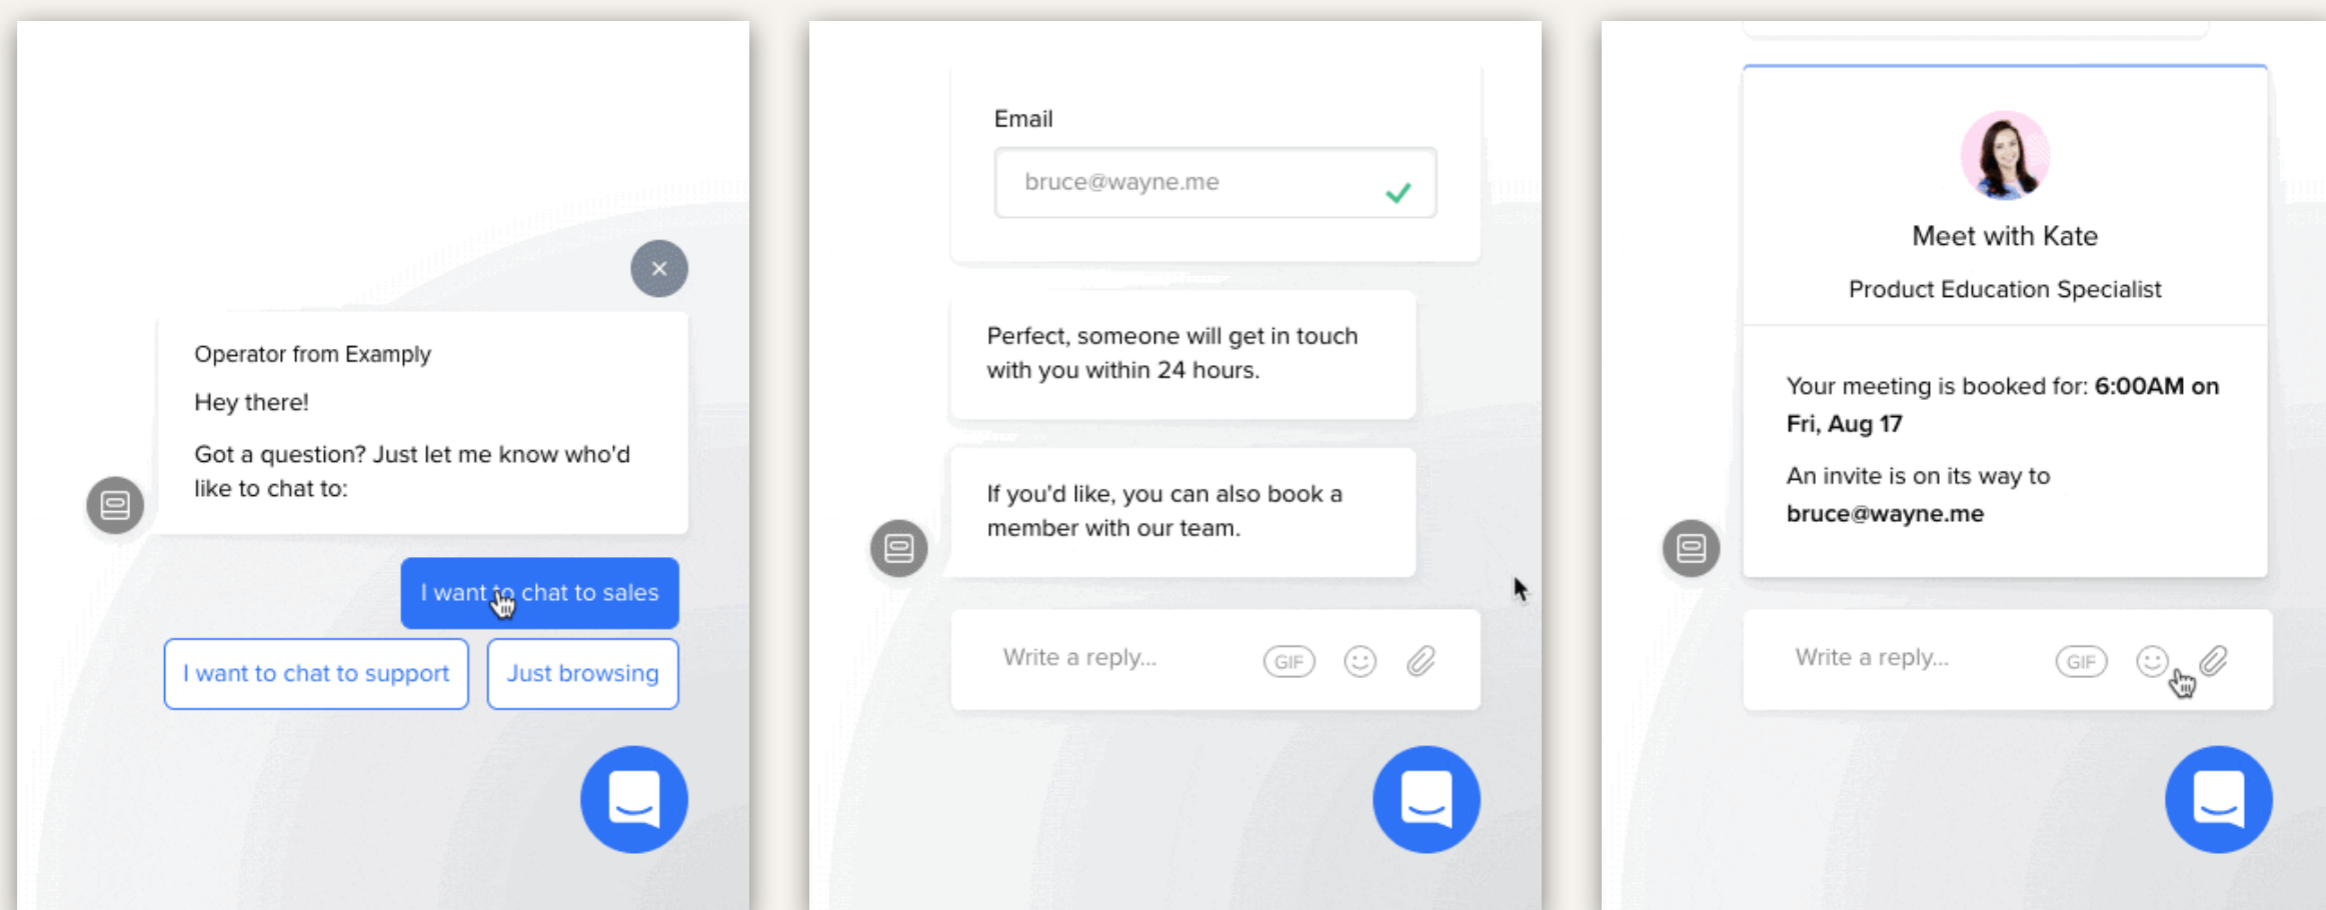 Operator from Examply
Hey there!
Got a question? Just let me know who'd
like to chat to:
I want to chat to sales
I want to chat to support
Just browsing
Email
bruce@wayne.me
Perfect, someone will get in touch
with you within 24 hours.
If you'd like, you can also book a
member with our team.
Write a reply...
GIF
Meet with Kate
Product Education Specialist
Your meeting is booked for: 6:00AM on
Fri, Aug 17
An invite is on its way to
bruce@wayne.me
Write a reply...
GIF